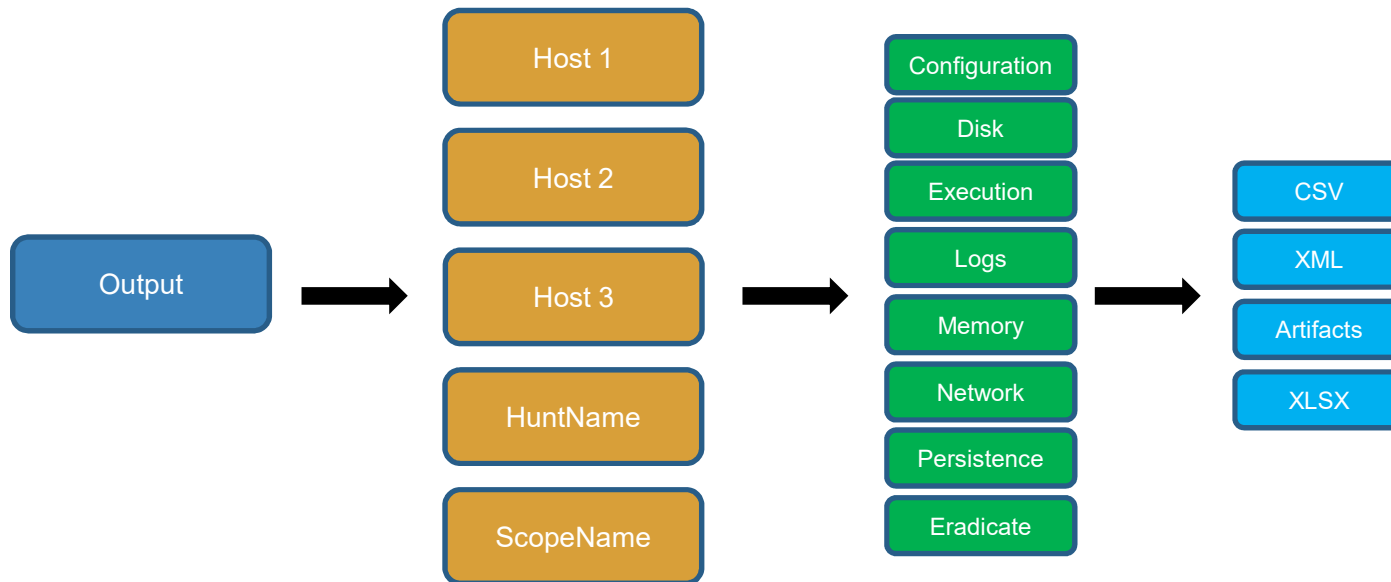 Output
Host 1
Host 2
Host 3
HuntName
ScopeName
Configuration
Disk
Execution
Logs
Memory
Network
Persistence
Eradicate
CSV
XML
Artifacts
XLSX